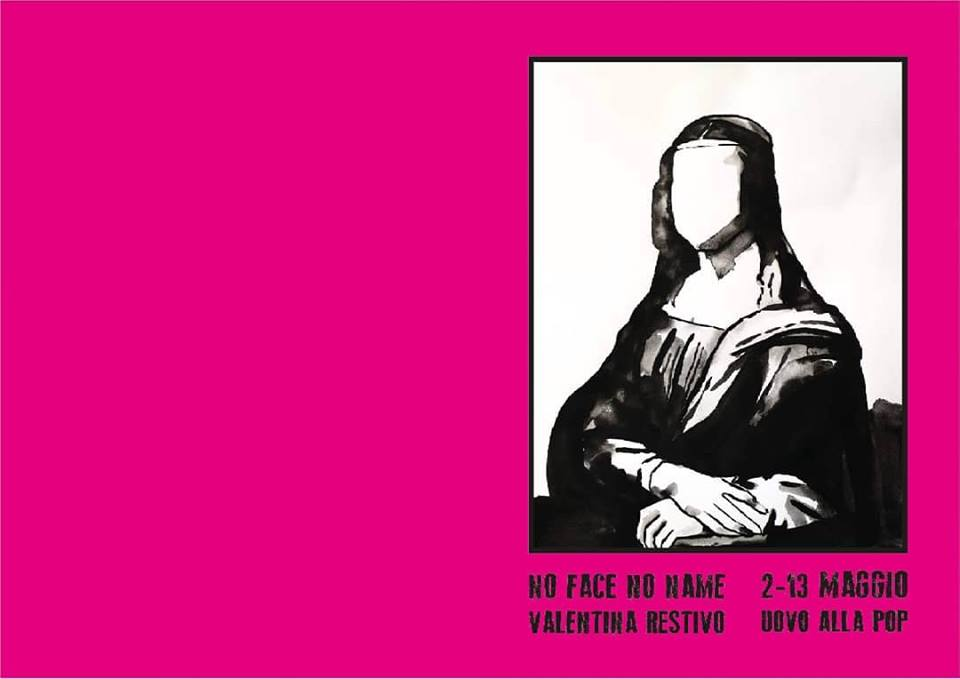 NO FACE NO NAME
VALENTINA RESTIVO
2-13 MAGGIO
UOVO ALLA POP